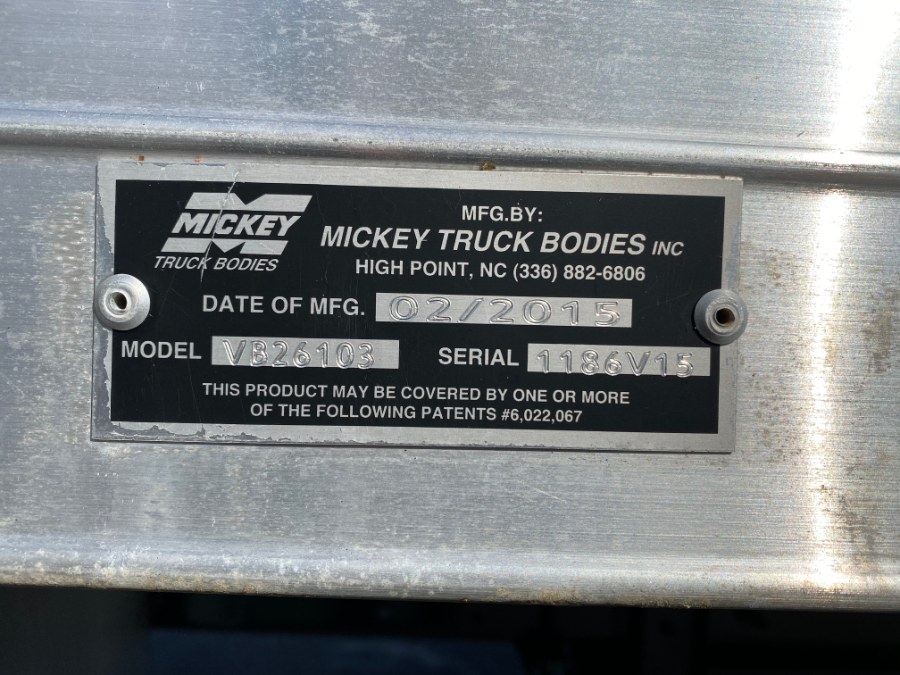 MICKEY
TRUCK BODIES
MFG.BY:
MICKEY TRUCK BODIES INC
HIGH POINT, NC (336) 882-6806
DATE OF MFG. 02/2015
MODEL VB26103 SERIAL 1186V15
THIS PRODUCT MAY BE COVERED BY ONE OR MORE
OF THE FOLLOWING PATENTS #6,022,067